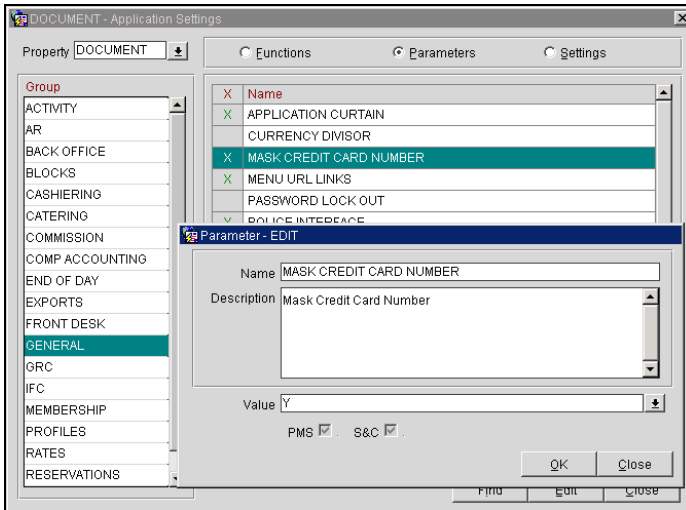 DOCUMENT - Application Settings
Property DOCUMENT
Functions Parameters Settings
Group
ACTIVITY
AR
BACK OFFICE
BLOCKS
CASHIERING
CATERING
COMMISSION
COMP ACCOUNTING
END OF DAY
EXPORTS
FRONT DESK
GENERAL
GRC
IFC
MEMBERSHIP
PROFILES
RATES
RESERVATIONS
X Name
X APPLICATION CURTAIN
CURRENCY DIVISOR
X MASK CREDIT CARD NUMBER
X MENU URL LINKS
PASSWORD LOCK OUT
X POLICE INTERFACE
Parameter - EDIT
Name MASK CREDIT CARD NUMBER
Description Mask Credit Card Number
Value Y
PMS . S&C .
OK Close
Find Edit Close